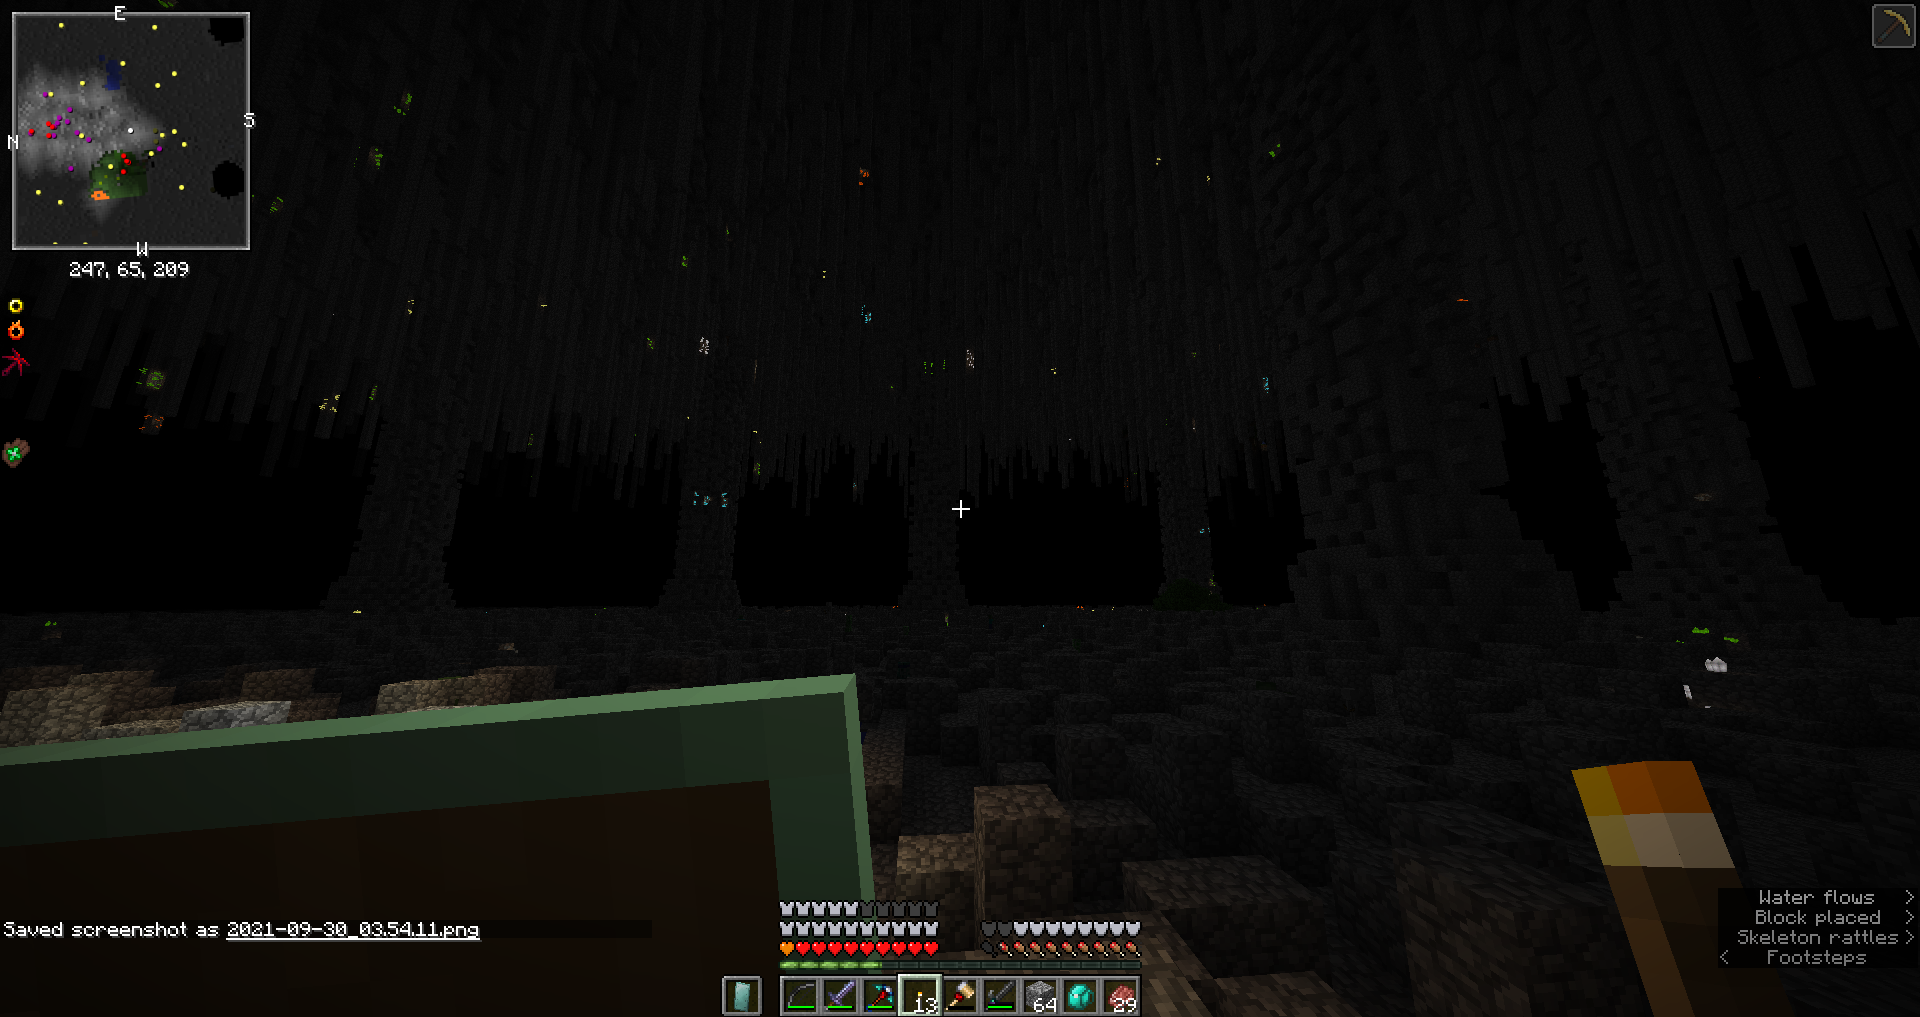 E
S
N
W
247, 65, 209
Water flows >
Block placed >
Saved screenshot as 2021-09-30_03.54.11.png
Skeleton rattles >
< Footsteps
13
64
29